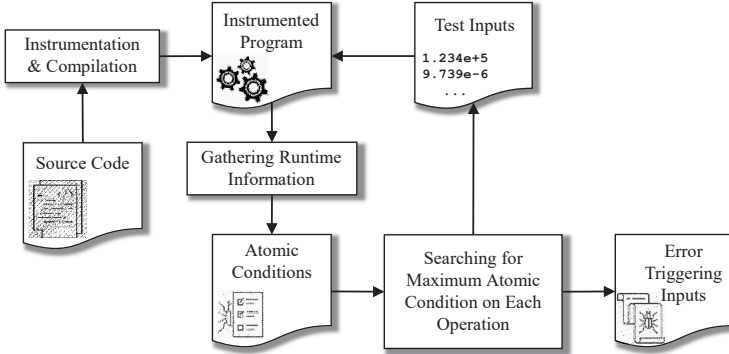 Instrumentation
& Compilation
Instrumented
Program
Test Inputs
1.234e+5
9.739e-6
...
Source Code
Gathering Runtime
Information
Atomic
Conditions
Searching for
Maximum Atomic
Condition on Each
Operation
Error
Triggering
Inputs